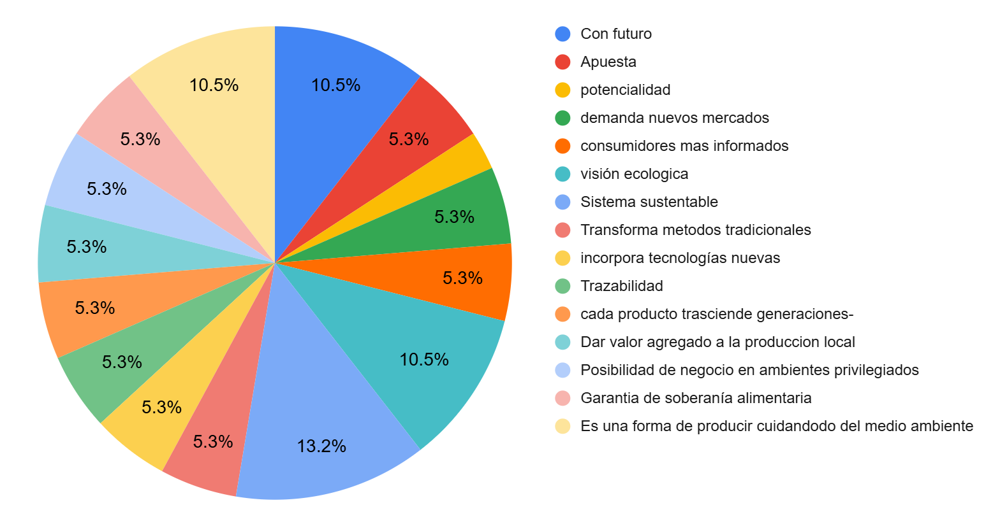 10.5%
10.5%
5.3%
5.3%
5.3%
5.3%
5.3%
5.3%
5.3%
5.3%
10.5%
5.3%
5.3%
5.3%
13.2%
Con futuro
Apuesta
potencialidad
demanda nuevos mercados
consumidores mas informados
visión ecologica
Sistema sustentable
Transforma metodos tradicionales
incorpora tecnologías nuevas
Trazabilidad
cada producto trasciende generaciones-
Dar valor agregado a la produccion local
Posibilidad de negocio en ambientes privilegiados
Garantia de soberanía alimentaria
Es una forma de producir cuidandodo del medio ambiente